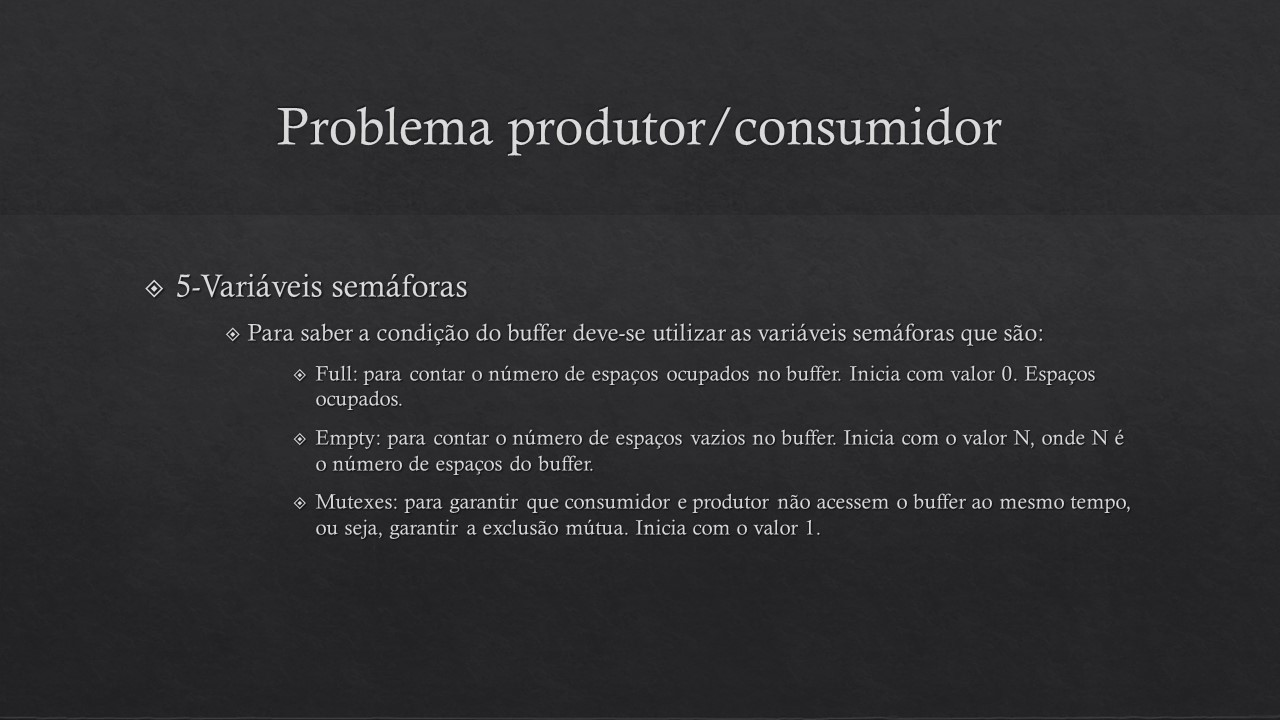 Problema produtor/consumidor
5-Variáveis semáforas
Para saber a condição do buffer deve-se utilizar as variáveis semáforas que são:
Full: para contar o número de espaços ocupados no buffer. Inicia com valor 0. Espaços
ocupados.
Empty: para contar o número de espaços vazios no buffer. Inicia com o valor N, onde N é
o número de espaços do buffer.
Mutexes: para garantir que consumidor e produtor não acessem o buffer ao mesmo tempo,
ou seja, garantir a exclusão mútua. Inicia com o valor 1.